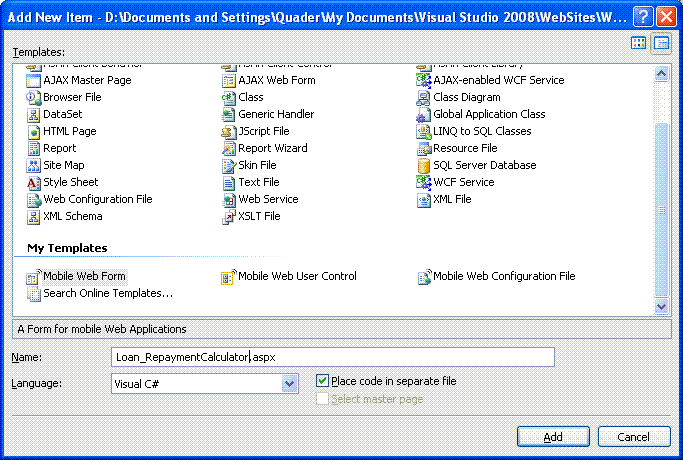 Add New Item - D:\Documents and Settings\Quader\My Documents\Visual Studio 2008\WebSites\W...
Templates:
AJAX Master Page AJAX Web Form AJAX-enabled WCF Service
Browser File Class Class Diagram
DataSet Generic Handler Global Application Class
HTML Page JScript File LINQ to SQL Classes
Report Report Wizard Resource File
Site Map Skin File SQL Server Database
Style Sheet Text File WCF Service
Web Configuration File Web Service XML File
XML Schema XSLT File
My Templates
Mobile Web Form Mobile Web User Control Mobile Web Configuration File
Search Online Templates...
A Form for mobile Web Applications
Name: Loan_RepaymentCalculator.aspx
Language: Visual C# Place code in separate file
Select master page
Add Cancel